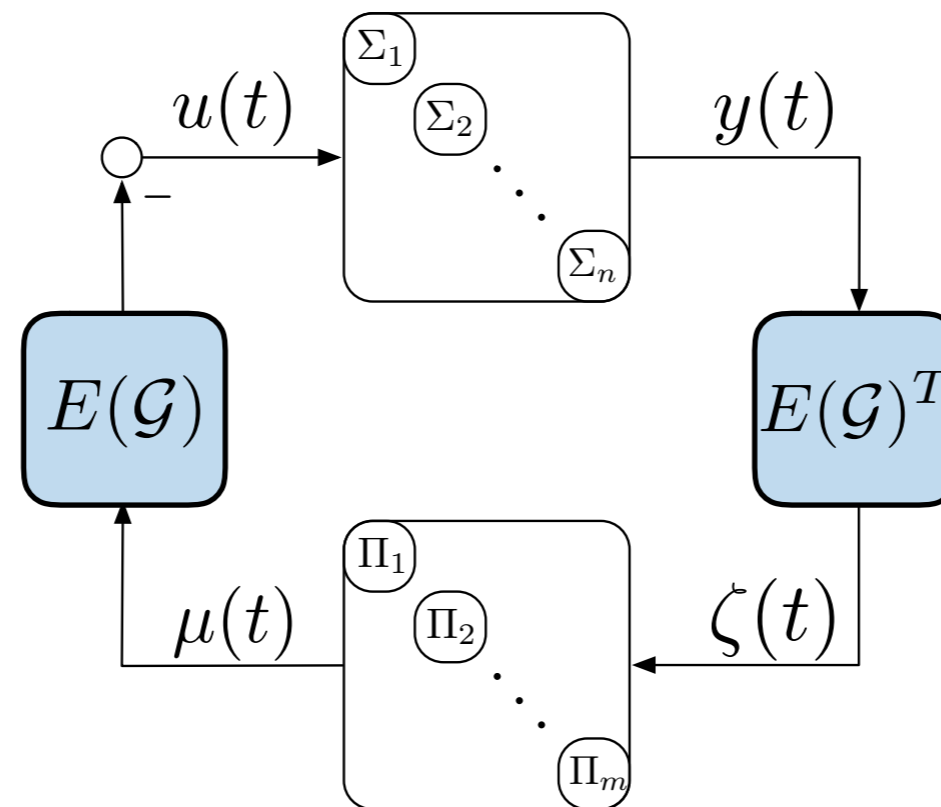 Σ₁
u(t)
Σ₂
y(t)
−
Σₙ
E(𝒢)
E(𝒢)ᵀ
Π₁
μ(t)
Π₂
ζ(t)
Πₘ